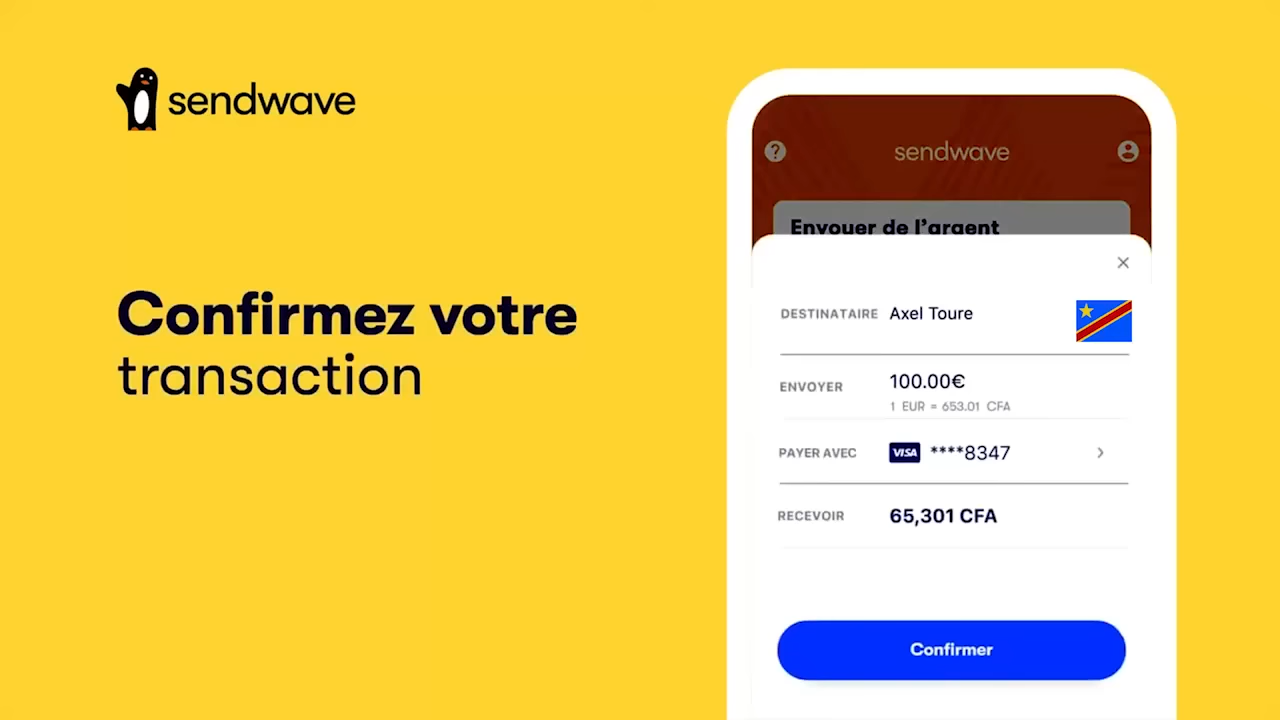 sendwave
Confirmez votre
transaction
sendwave
Envoyer de l'argent
DESTINATAIRE Axel Toure
ENVOYER 100.00€
1 EUR = 653.01 CFA
PAYER AVEC VISA ****8347
RECEVOIR 65,301 CFA
Confirmer